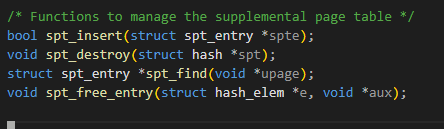 /* Functions to manage the supplemental page table */
bool spt_insert(struct spt_entry *spte);
void spt_destroy(struct hash *spt);
struct spt_entry *spt_find(void *upage);
void spt_free_entry(struct hash_elem *e, void *aux);